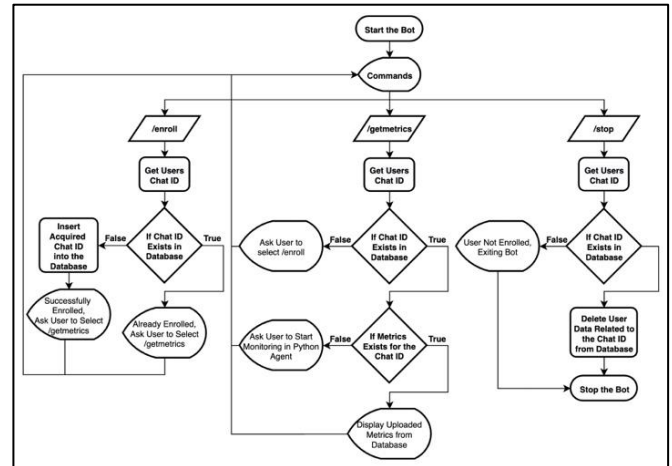 Start the Bot
Commands
/enroll
/getmetrics
/stop
Get Users
Chat ID
Get Users
Chat ID
Get Users
Chat ID
Insert
Acquired
Chat ID
into the
Database
False
If Chat ID
Exists in
Database
True
Ask User to
select /enroll
False
If Chat ID
Exists in
Database
True
User Not Enrolled,
Exiting Bot
False
If Chat ID
Exists in
Database
True
Successfully
Enrolled,
Ask User to Select
/getmetrics
Already Enrolled,
Ask User to Select
/getmetrics
Ask User to Start
Monitoring in Python
Agent
False
If Metrics
Exists for the
Chat ID
True
Delete User
Data Related to
the Chat ID
from Database
Stop the Bot
Display Uploaded
Metrics from
Database